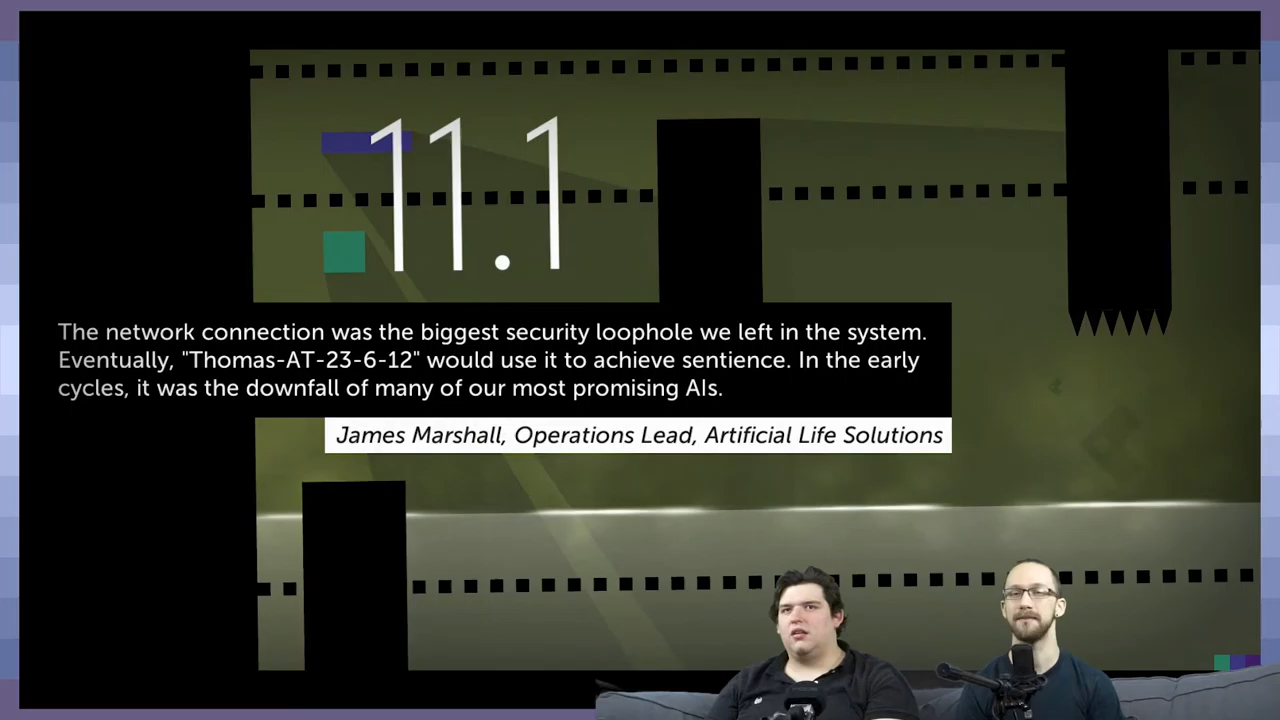 11.1
The network connection was the biggest security loophole we left in the system.
Eventually, "Thomas-AT-23-6-12" would use it to achieve sentience. In the early
cycles, it was the downfall of many of our most promising AIs.
James Marshall, Operations Lead, Artificial Life Solutions